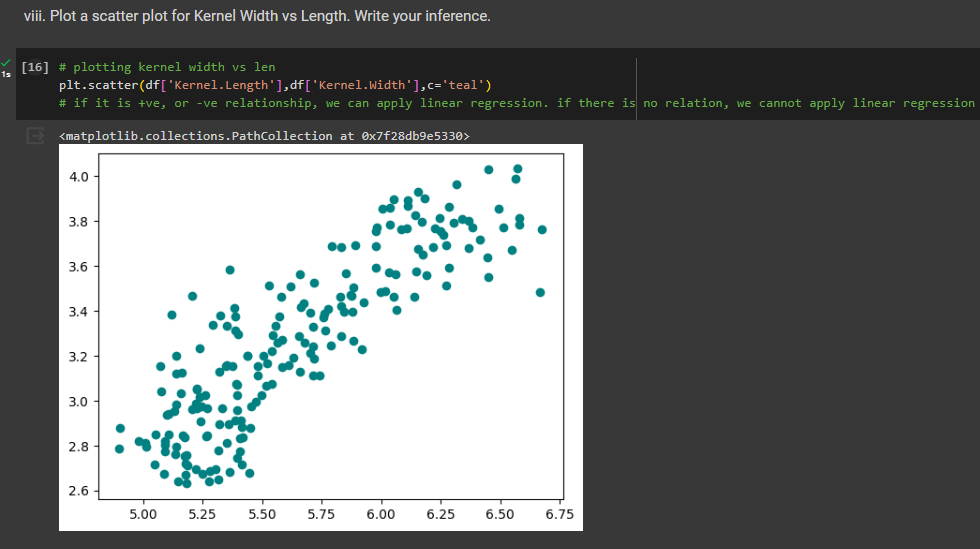 viii. Plot a scatter plot for Kernel Width vs Length. Write your inference.
[16] # plotting kernel width vs len
1s
plt.scatter(df['Kernel.Length'],df['Kernel.Width'],c='teal')
# if it is +ve, or -ve relationship, we can apply linear regression. if there is no relation, we cannot apply linear regression
<matplotlib.collections.PathCollection at 0x7f28db9e5330>
4.0
3.8
3.6
3.4
3.2
3.0
2.8
2.6
5.00 5.25 5.50 5.75 6.00 6.25 6.50 6.75